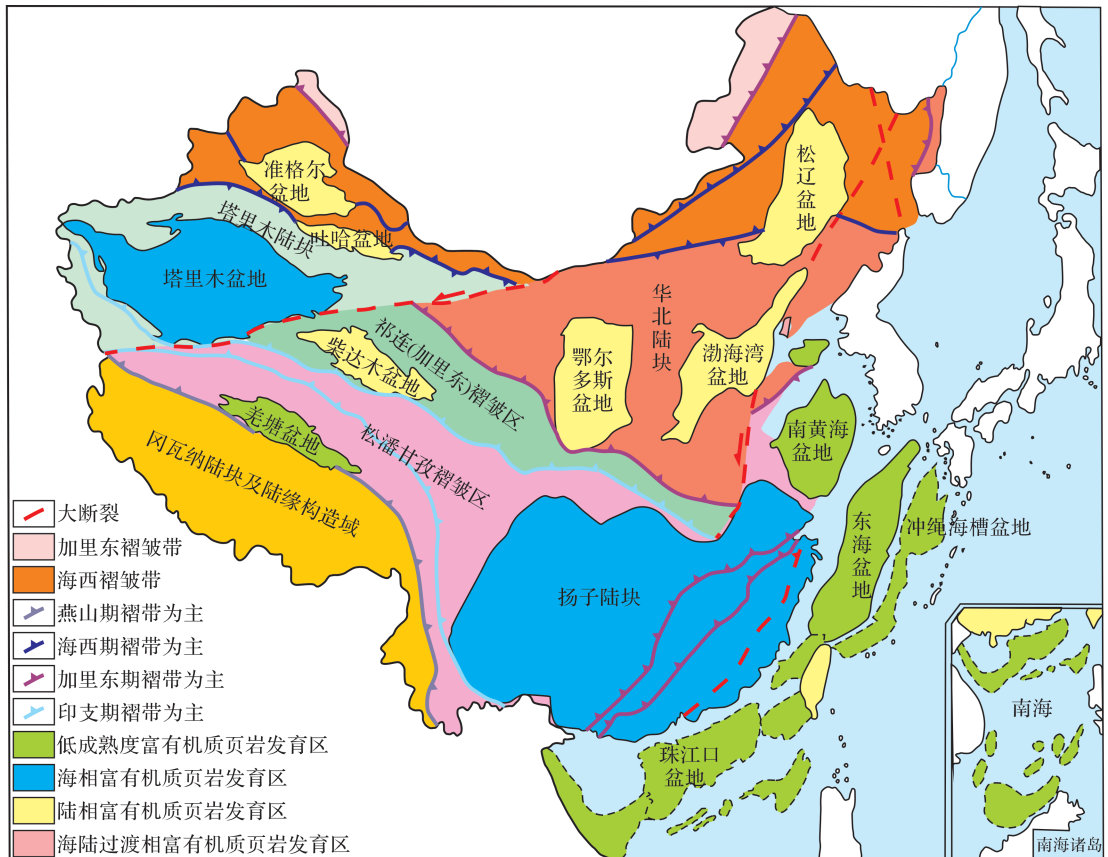 准格尔
盆地
塔里木陆块
吐哈盆地
塔里木盆地
松
辽
盆
地
华
北
陆
块
祁连(加里东)褶皱区
柴达木盆地
鄂尔
多斯
盆地
渤海湾
盆地
羌塘盆地
松潘甘孜褶皱区
冈瓦纳陆块及陆缘构造域
南黄海
盆地
东
海
盆
地
冲绳海槽盆地
扬子陆块
珠江口
盆地
南海
南海诸岛
大断裂
加里东褶皱带
海西褶皱带
燕山期褶带为主
海西期褶带为主
加里东期褶带为主
印支期褶带为主
低成熟度富有机质页岩发育区
海相富有机质页岩发育区
陆相富有机质页岩发育区
海陆过渡相富有机质页岩发育区